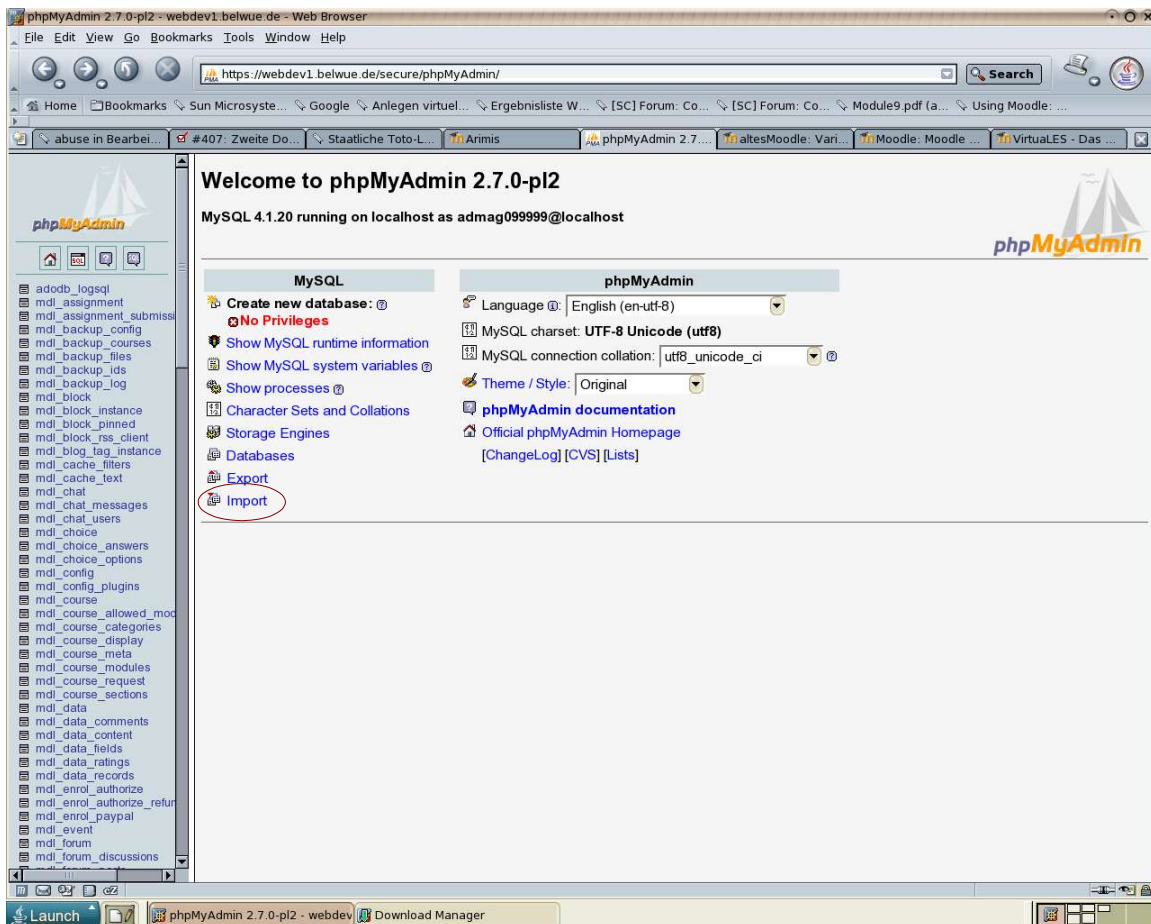 phpMyAdmin 2.7.0-pl2 - webdev1.belwue.de - Web Browser
File Edit View Go Bookmarks Tools Window Help
https://webdev1.belwue.de/secure/phpMyAdmin/
Search
Home Bookmarks Sun Microsyste... Google Anlegen virtuel... Ergebnisliste W... [SC] Forum: Co... [SC] Forum: Co... Module9.pdf (a... Using Moodle: ...
abuse in Bearbei... #407: Zweite Do... Staatliche Toto-L... Arimis phpMyAdmin 2.7.... altesMoodle: Vari... Moodle: Moodle ... VirtuaLES - Das ...
phpMyAdmin
SQL
adodb_logsql
mdl_assignment
mdl_assignment_submissi
mdl_backup_config
mdl_backup_courses
mdl_backup_files
mdl_backup_ids
mdl_backup_log
mdl_block
mdl_block_instance
mdl_block_pinned
mdl_block_rss_client
mdl_blog_tag_instance
mdl_cache_filters
mdl_cache_text
mdl_chat
mdl_chat_messages
mdl_chat_users
mdl_choice
mdl_choice_answers
mdl_choice_options
mdl_config
mdl_config_plugins
mdl_course
mdl_course_allowed_mod
mdl_course_categories
mdl_course_display
mdl_course_meta
mdl_course_modules
mdl_course_request
mdl_course_sections
mdl_data
mdl_data_comments
mdl_data_content
mdl_data_fields
mdl_data_ratings
mdl_data_records
mdl_enrol_authorize
mdl_enrol_authorize_refun
mdl_enrol_paypal
mdl_event
mdl_forum
mdl_forum_discussions
Welcome to phpMyAdmin 2.7.0-pl2
MySQL 4.1.20 running on localhost as admag099999@localhost
phpMyAdmin
MySQL
Create new database:
No Privileges
Show MySQL runtime information
Show MySQL system variables
Show processes
Character Sets and Collations
Storage Engines
Databases
Export
Import
phpMyAdmin
Language: English (en-utf-8)
MySQL charset: UTF-8 Unicode (utf8)
MySQL connection collation: utf8_unicode_ci
Theme / Style: Original
phpMyAdmin documentation
Official phpMyAdmin Homepage
[ChangeLog] [CVS] [Lists]
Launch phpMyAdmin 2.7.0-pl2 - webdev Download Manager